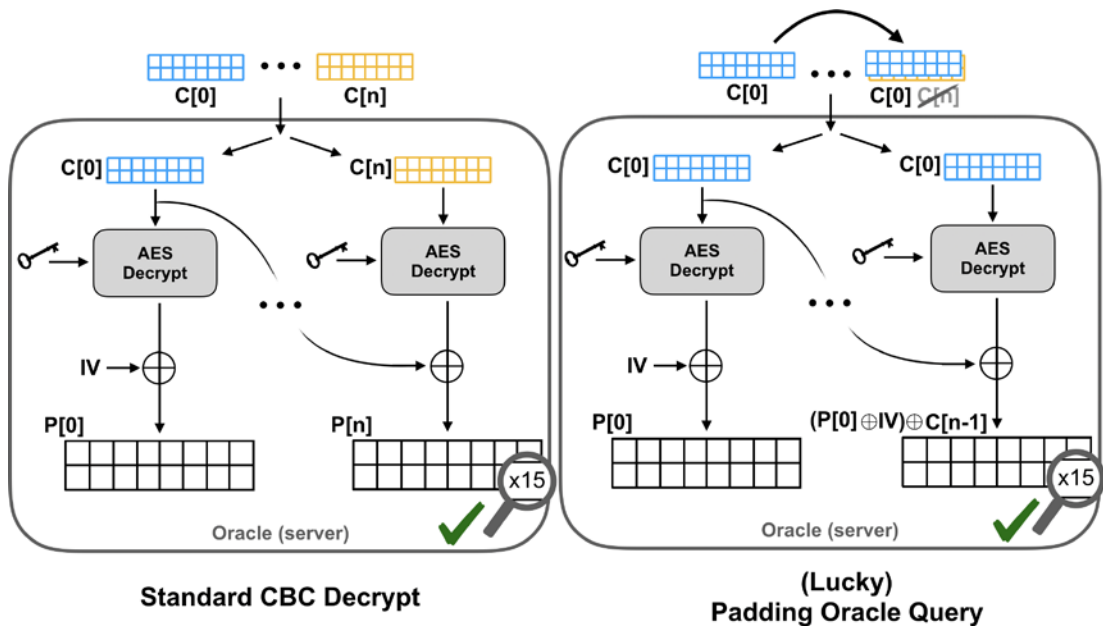 C[0]
C[n]
C[0]
C[n]
AES
Decrypt
AES
Decrypt
IV
P[0]
P[n]
x15
Oracle (server)
Standard CBC Decrypt
C[0]
C[0] C[n]
C[0]
C[0]
AES
Decrypt
AES
Decrypt
IV
P[0]
(P[0] ⊕IV)⊕C[n-1]
x15
Oracle (server)
(Lucky)
Padding Oracle Query